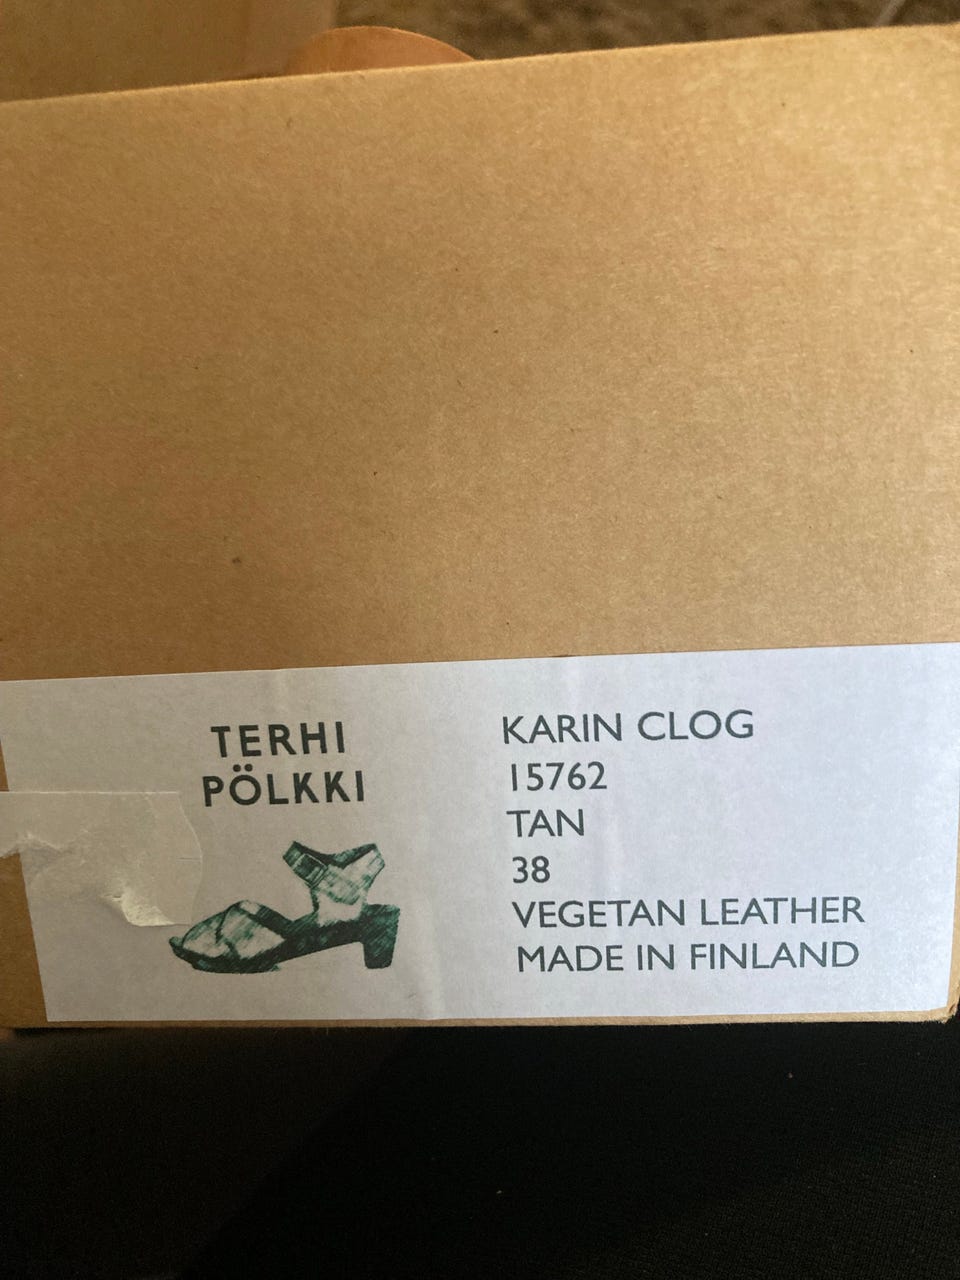 TERHI
PÖLKKI
KARIN CLOG
15762
TAN
38
VEGETAN LEATHER
MADE IN FINLAND